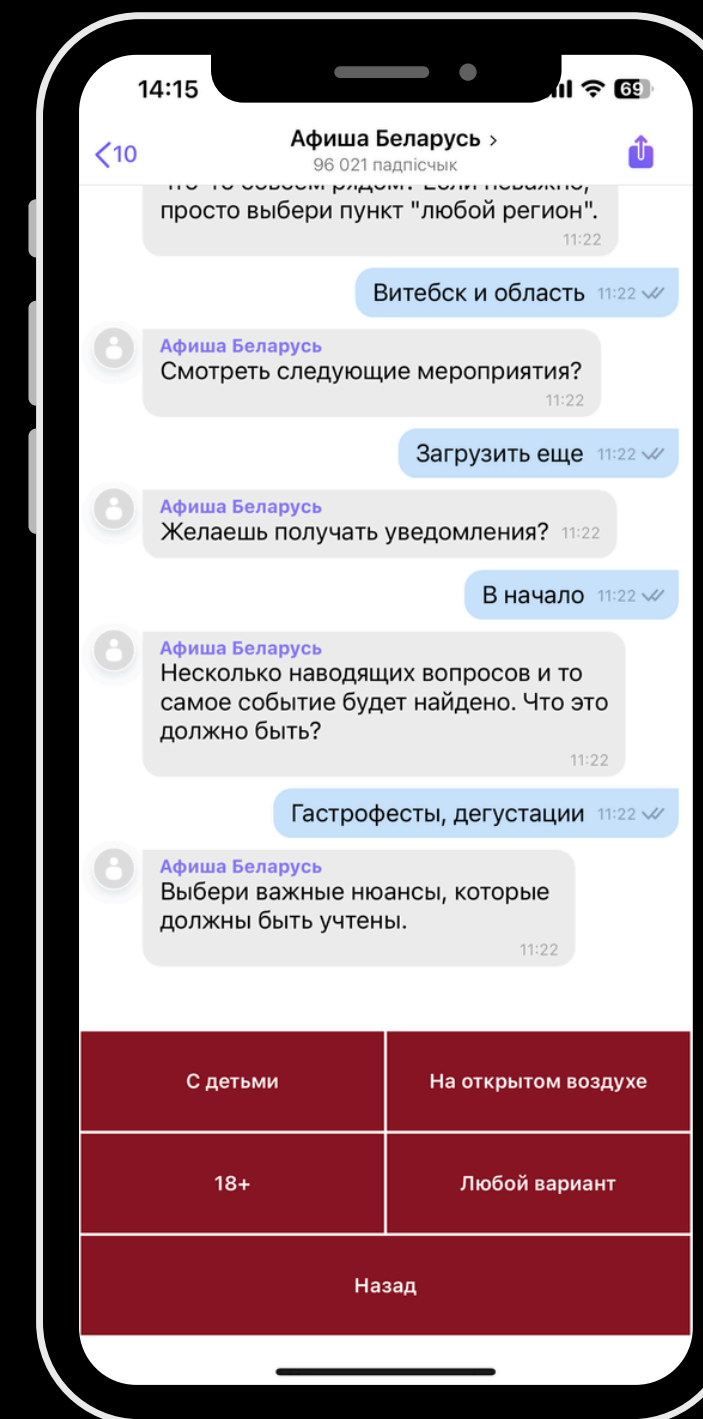 14:15
69
10
Афиша Беларусь
96 021 падпісчык
просто выбери пункт "любой регион".
11:22
Витебск и область 11:22
Афиша Беларусь
Смотреть следующие мероприятия?
11:22
Загрузить еще 11:22
Афиша Беларусь
Желаешь получать уведомления? 11:22
В начало 11:22
Афиша Беларусь
Несколько наводящих вопросов и то
самое событие будет найдено. Что это
должно быть?
11:22
Гастрофесты, дегустации 11:22
Афиша Беларусь
Выбери важные нюансы, которые
должны быть учтены.
11:22
С детьми
На открытом воздухе
18+
Любой вариант
Назад